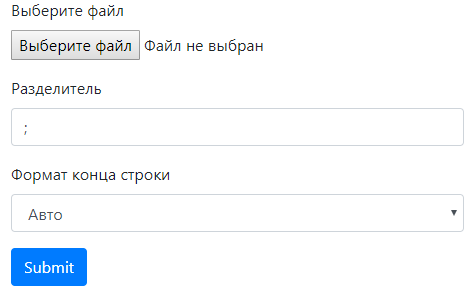 Выберите файл
Выберите файл Файл не выбран
Разделитель
;
Формат конца строки
Авто
Submit